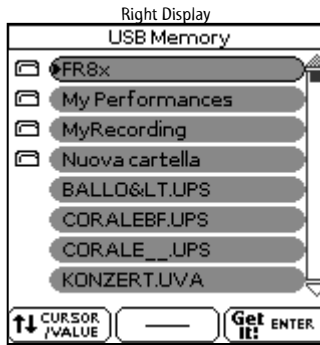 Right Display
USB Memory
FR8x
My Performances
MyRecording
Nuova cartella
BALLO&LT.UPS
CORALEBF.UPS
CORALE__.UPS
KONZERT.UVA
CURSOR
/VALUE
Get
It!
ENTER